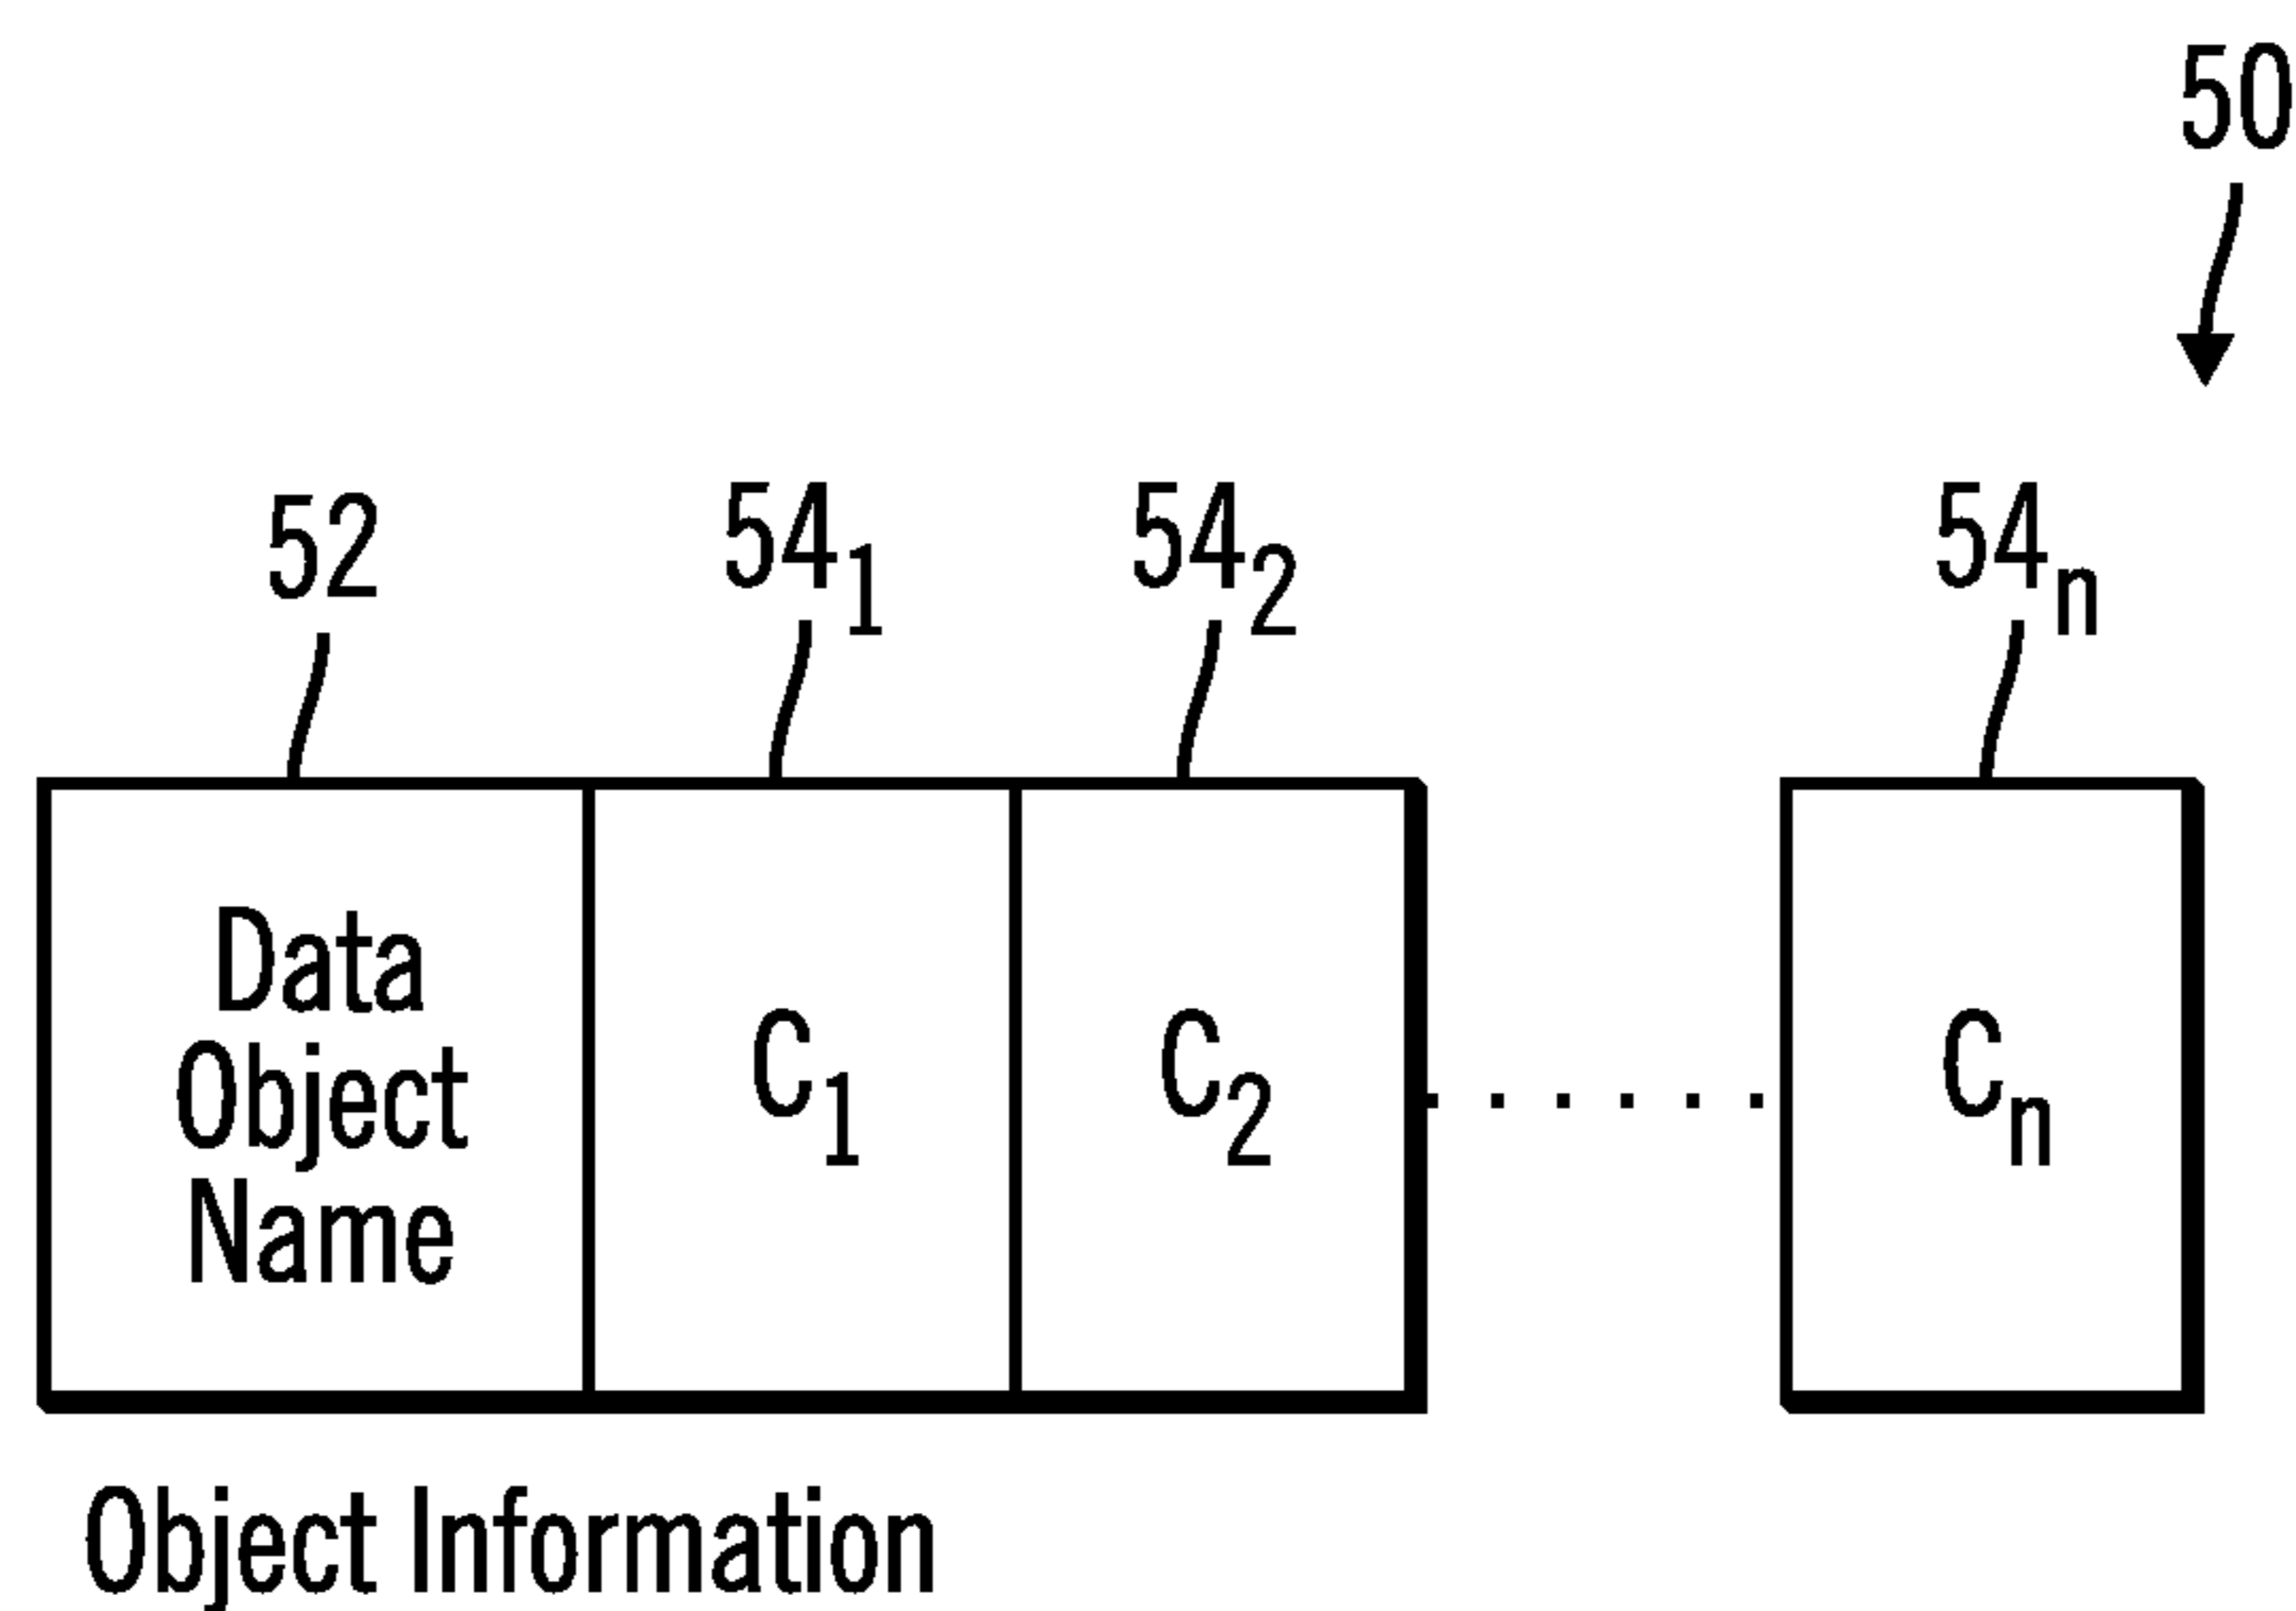 50
52 54₁ 54₂ 54ₙ
Data
Object
Name
C₁ C₂ . . . . . . Cₙ
Object Information